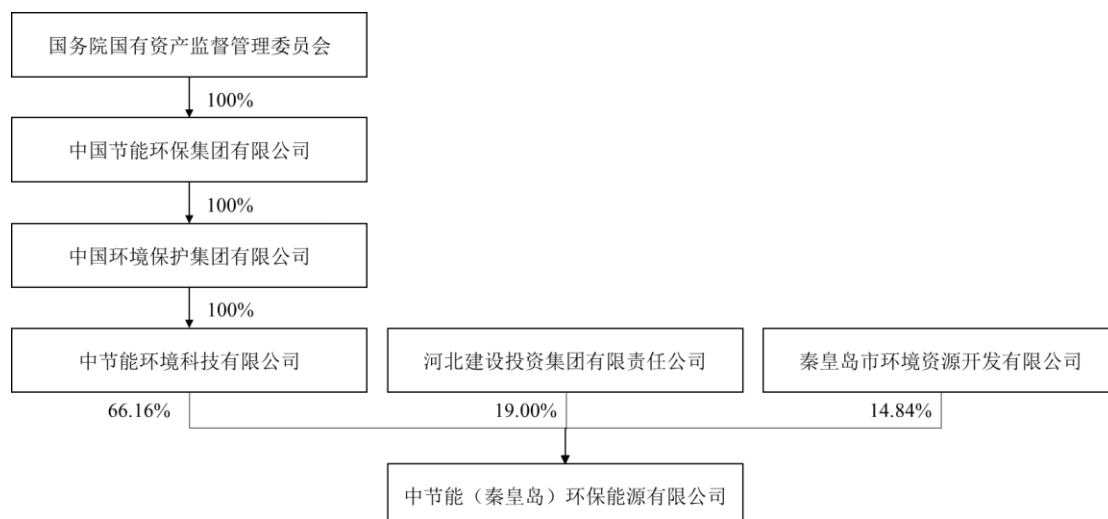 国务院国有资产监督管理委员会
100%
中国节能环保集团有限公司
100%
中国环境保护集团有限公司
100%
中节能环境科技有限公司
河北建设投资集团有限责任公司
秦皇岛市环境资源开发有限公司
66.16%
19.00%
14.84%
中节能（秦皇岛）环保能源有限公司